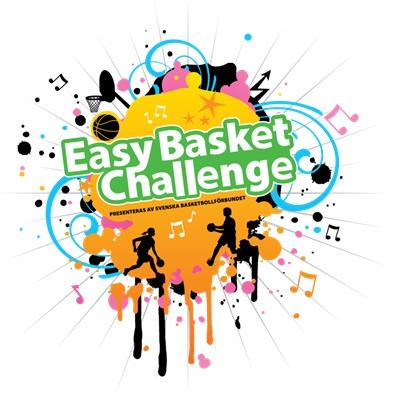 Easy Basket
Challenge
PRESENTERAS AV SVENSKA BASKETBOLLFÖRBUNDET